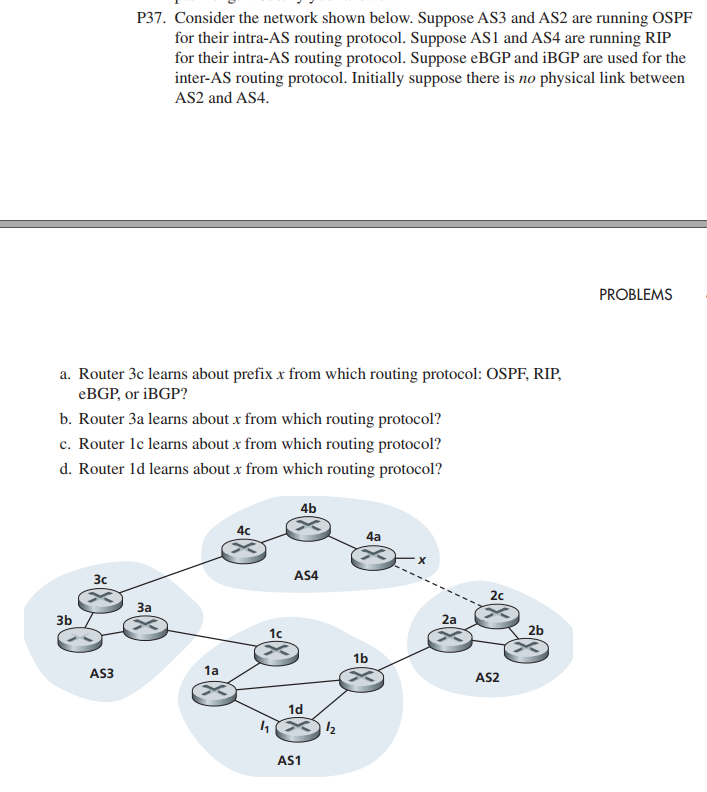 P37. Consider the network shown below. Suppose AS3 and AS2 are running OSPF
for their intra-AS routing protocol. Suppose AS1 and AS4 are running RIP
for their intra-AS routing protocol. Suppose eBGP and iBGP are used for the
inter-AS routing protocol. Initially suppose there is no physical link between
AS2 and AS4.
PROBLEMS
a. Router 3c learns about prefix x from which routing protocol: OSPF, RIP,
eBGP, or iBGP?
b. Router 3a learns about x from which routing protocol?
c. Router 1c learns about x from which routing protocol?
d. Router 1d learns about x from which routing protocol?
4b
4c
4a
x
AS4
3c
3a
3b
AS3
2c
2a
2b
AS2
1c
1b
1a
1d
I1
I2
AS1